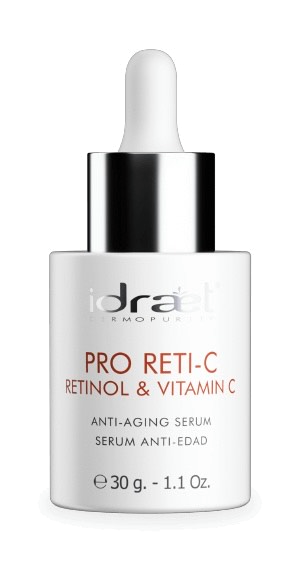 idraet
DERMOPURITY
PRO RETI-C
RETINOL & VITAMIN C
ANTI-AGING SERUM
SERUM ANTI-EDAD
℮ 30 g. - 1.1 Oz.